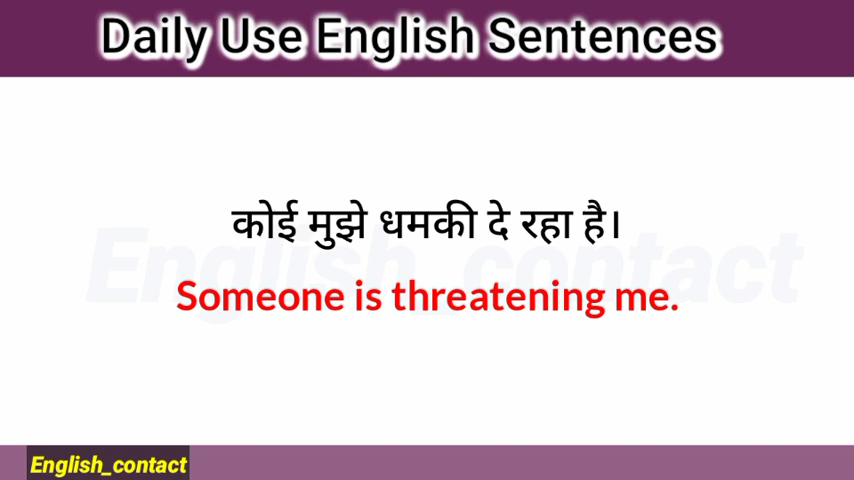 Daily Use English Sentences
कोई मुझे धमकी दे रहा है।
English_contact
Someone is threatening me.
English_contact